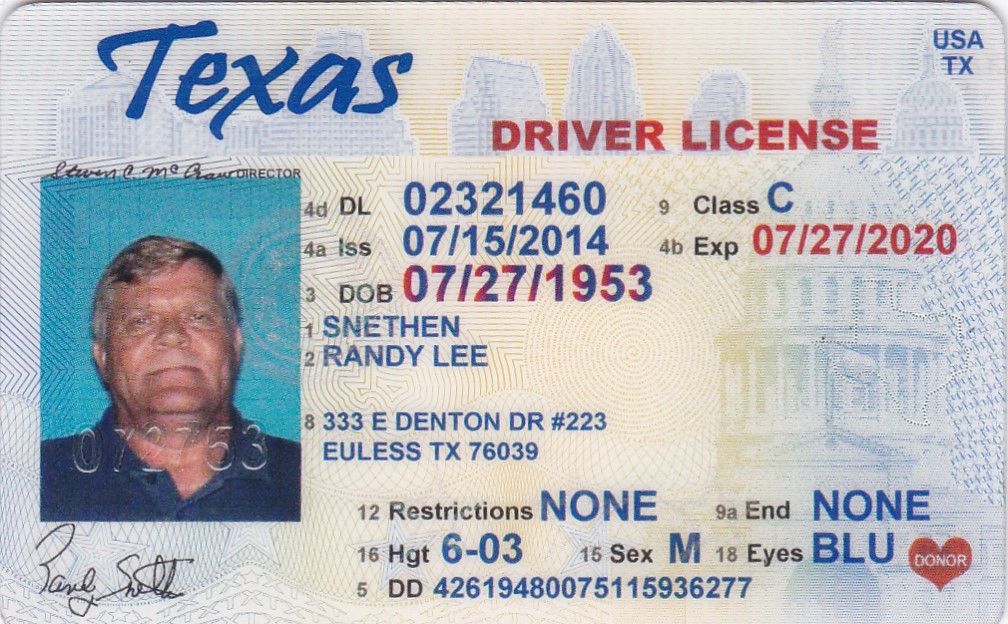 Texas
USA
TX
DRIVER LICENSE
Steven C. McCraw DIRECTOR
4d DL 02321460 9 Class C
4a Iss 07/15/2014 4b Exp 07/27/2020
3 DOB 07/27/1953
1 SNETHEN
2 RANDY LEE
8 333 E DENTON DR #223
EULESS TX 76039
072753
12 Restrictions NONE 9a End NONE
16 Hgt 6-03 15 Sex M 18 Eyes BLU
DONOR
5 DD 42619480075115936277